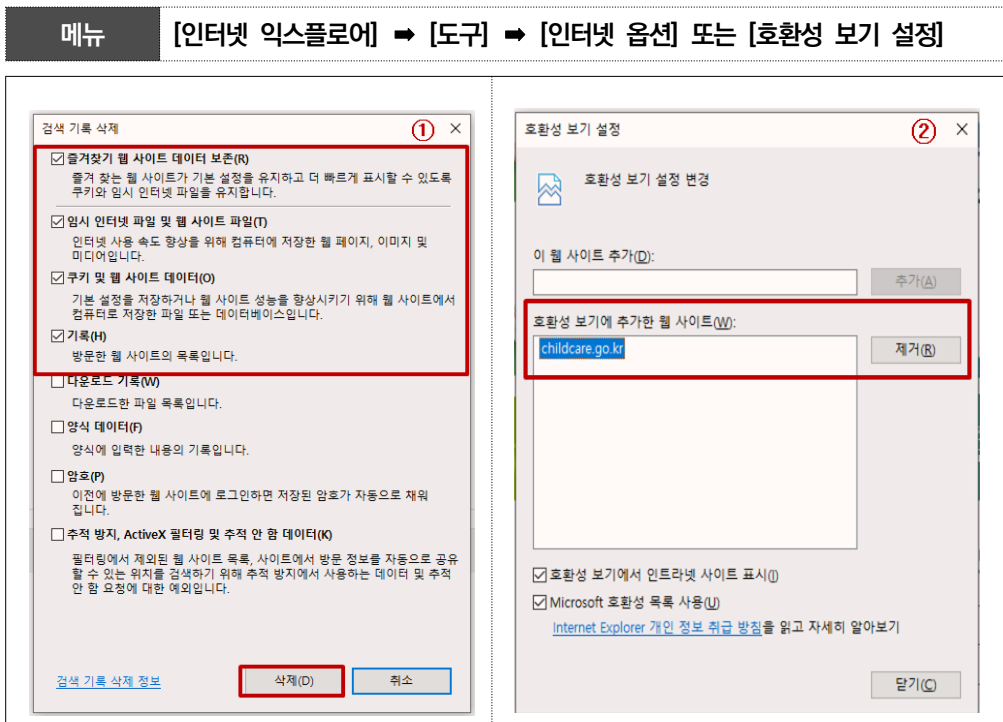 메뉴
[인터넷 익스플로어] ➡ [도구] ➡ [인터넷 옵션] 또는 [호환성 보기 설정]
검색 기록 삭제
①
즐겨찾기 웹 사이트 데이터 보존(R)
즐겨 찾는 웹 사이트가 기본 설정을 유지하고 더 빠르게 표시할 수 있도록
쿠키와 임시 인터넷 파일을 유지합니다.
임시 인터넷 파일 및 웹 사이트 파일(T)
인터넷 사용 속도 향상을 위해 컴퓨터에 저장한 웹 페이지, 이미지 및
미디어입니다.
쿠키 및 웹 사이트 데이터(O)
기본 설정을 저장하거나 웹 사이트 성능을 향상시키기 위해 웹 사이트에서
컴퓨터로 저장한 파일 또는 데이터베이스입니다.
기록(H)
방문한 웹 사이트의 목록입니다.
다운로드 기록(W)
다운로드한 파일 목록입니다.
양식 데이터(F)
양식에 입력한 내용의 기록입니다.
암호(P)
이전에 방문한 웹 사이트에 로그인하면 저장된 암호가 자동으로 채워
집니다.
추적 방지, ActiveX 필터링 및 추적 안 함 데이터(K)
필터링에서 제외된 웹 사이트 목록, 사이트에서 방문 정보를 자동으로 공유
할 수 있는 위치를 검색하기 위해 추적 방지에서 사용하는 데이터 및 추적
안 함 요청에 대한 예외입니다.
검색 기록 삭제 정보
삭제(D)
취소
호환성 보기 설정
②
호환성 보기 설정 변경
이 웹 사이트 추가(D):
추가(A)
호환성 보기에 추가한 웹 사이트(W):
childcare.go.kr
제거(R)
호환성 보기에서 인트라넷 사이트 표시(I)
Microsoft 호환성 목록 사용(U)
Internet Explorer 개인 정보 취급 방침을 읽고 자세히 알아보기
닫기(C)